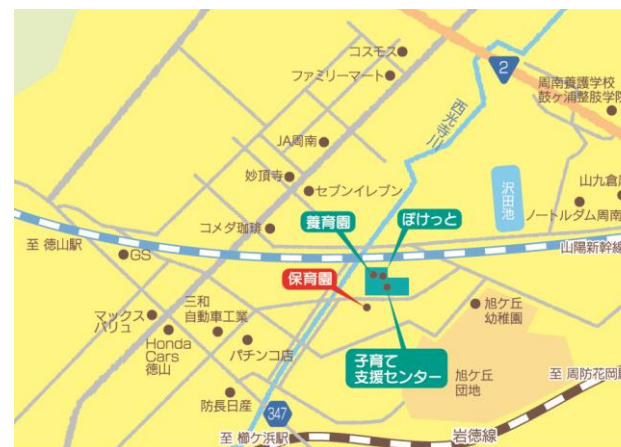 コスモス
ファミリーマート
2
周南養護学校
鼓ヶ浦整肢学院
西光寺川
JA周南
妙頂寺
セブンイレブン
沢田池
山九倉庫
ノートルダム周南
コメダ珈琲
養育園
ぽけっと
至 徳山駅
GS
山陽新幹線
保育園
マックス
バリュ
三和
自動車工業
旭ケ丘
幼稚園
Honda
Cars
徳山
パチンコ店
子育て
支援センター
旭ケ丘
団地
至 周防花岡駅
防長日産
347
至 櫛ケ浜駅
岩徳線